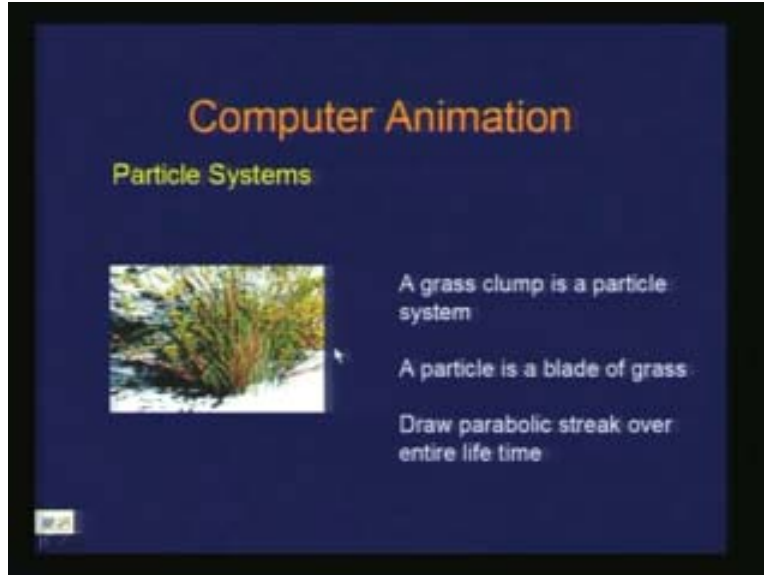 Computer Animation
Particle Systems
A grass clump is a particle
system
A particle is a blade of grass
Draw parabolic streak over
entire life time